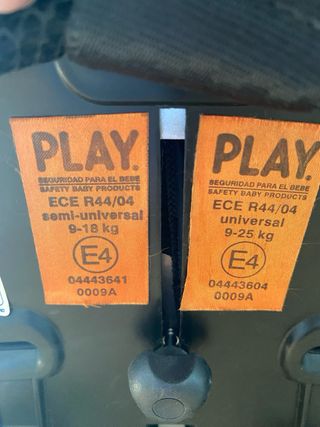 PLAY®
SEGURIDAD PARA EL BEBE
SAFETY BABY PRODUCTS
ECE R44/04
semi-universal
9-18 kg
E4
04443641
0009A
PLAY®
SEGURIDAD PARA EL BEBE
SAFETY BABY PRODUCTS
ECE R44/04
universal
9-25 kg
E4
04443604
0009A